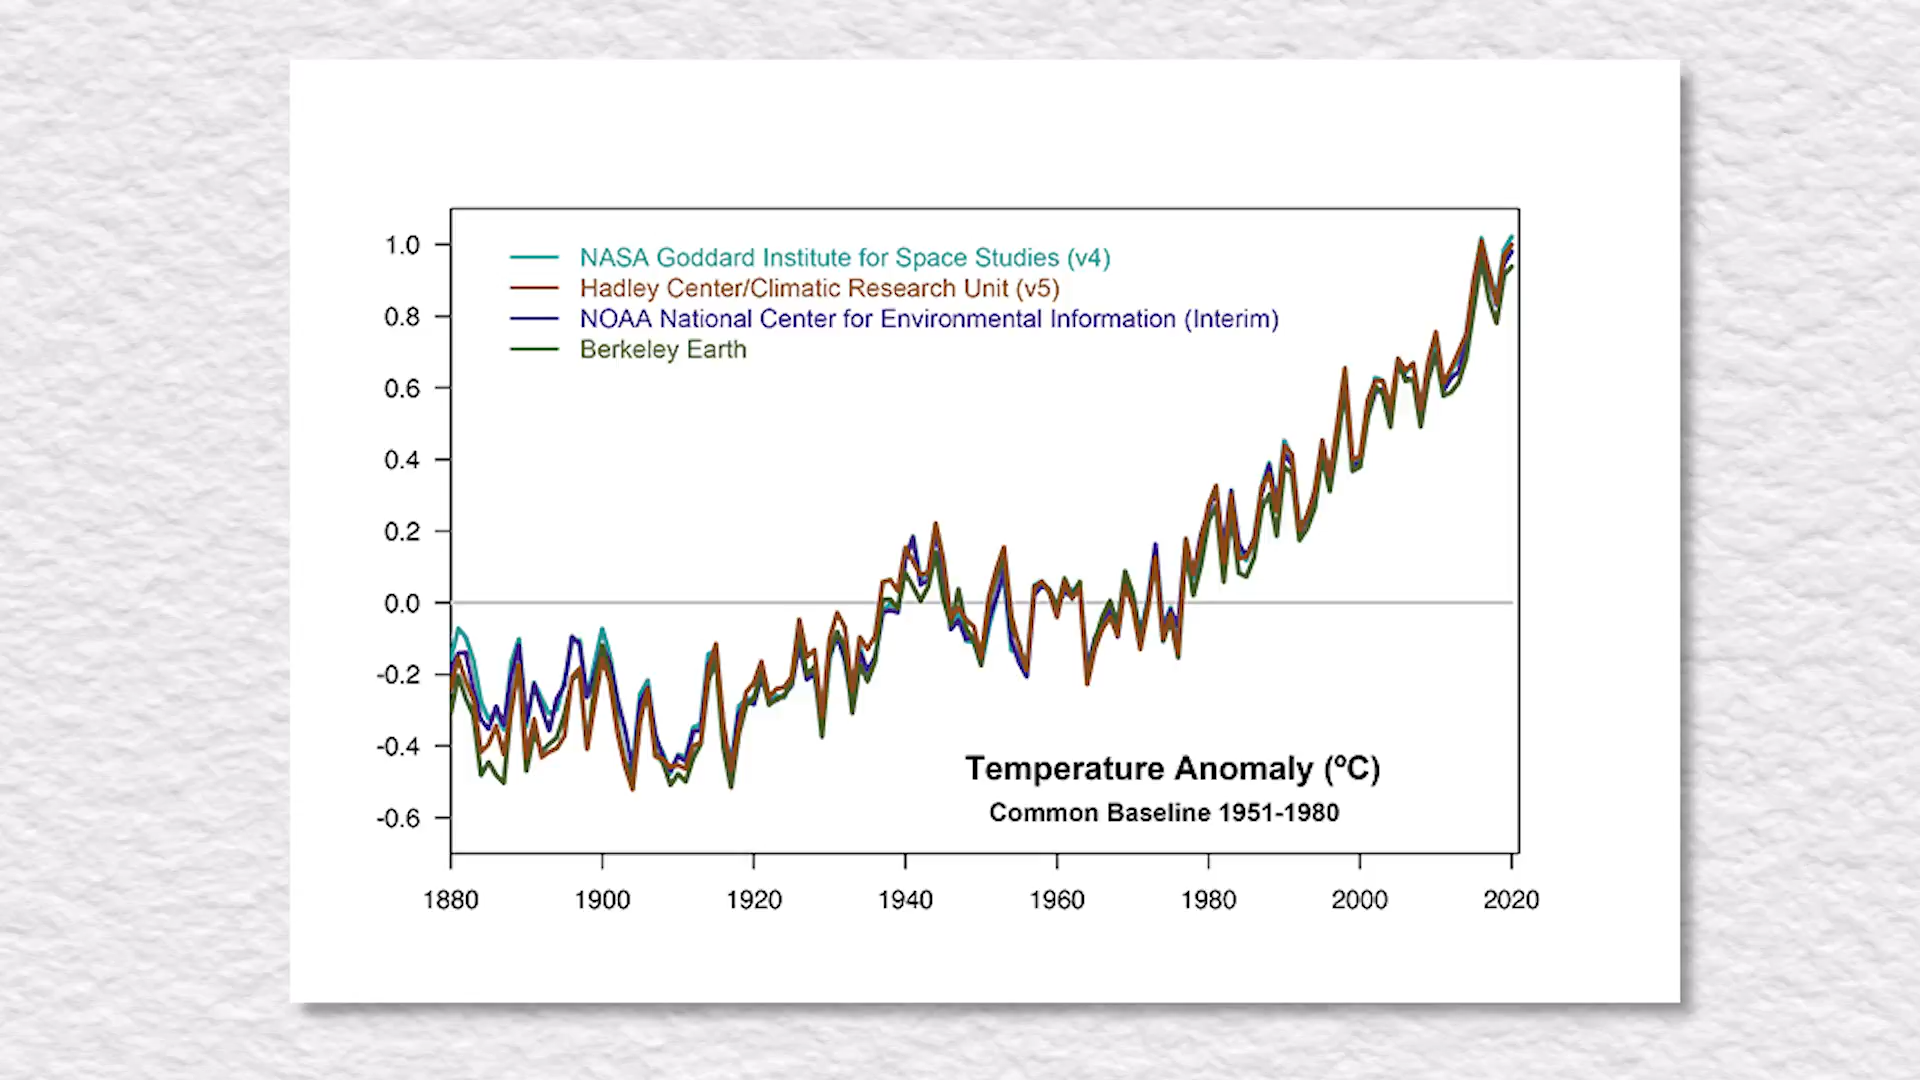 1.0
0.8
0.6
0.4
0.2
0.0
-0.2
-0.4
-0.6
NASA Goddard Institute for Space Studies (v4)
Hadley Center/Climatic Research Unit (v5)
NOAA National Center for Environmental Information (Interim)
Berkeley Earth
Temperature Anomaly (ºC)
Common Baseline 1951-1980
1880 1900 1920 1940 1960 1980 2000 2020